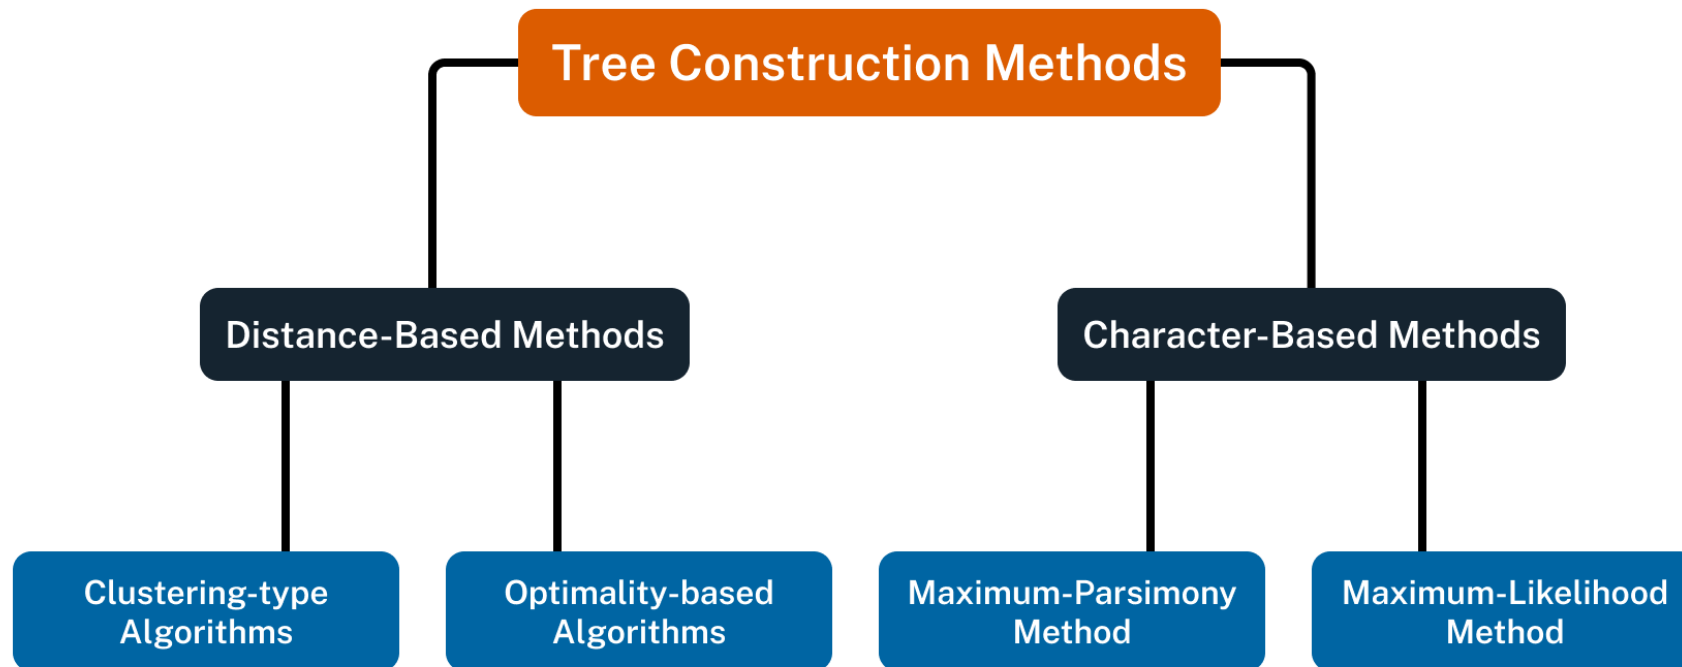 Tree Construction Methods
Distance-Based Methods
Character-Based Methods
Clustering-type
Algorithms
Optimality-based
Algorithms
Maximum-Parsimony
Method
Maximum-Likelihood
Method